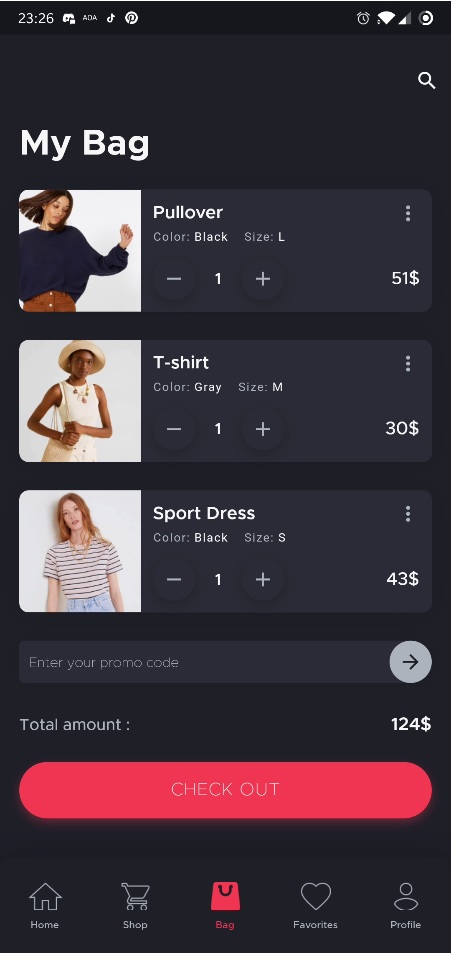 23:26 AOA
My Bag
Pullover
Color: Black Size: L
1 51$
T-shirt
Color: Gray Size: M
1 30$
Sport Dress
Color: Black Size: S
1 43$
Enter your promo code
Total amount : 124$
CHECK OUT
Home Shop Bag Favorites Profile